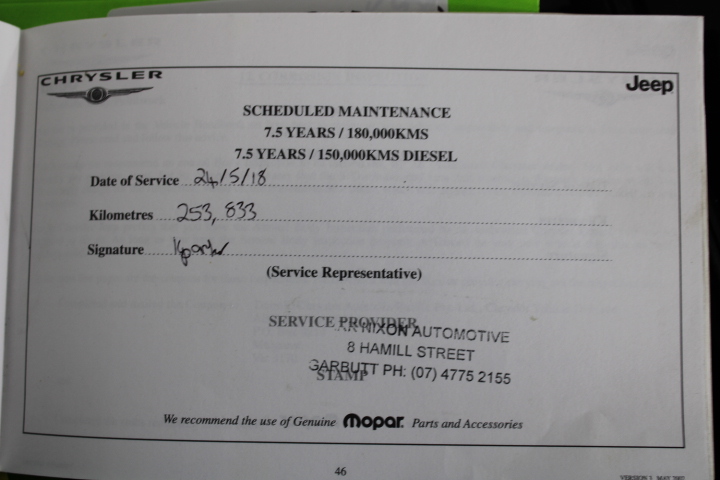 CHRYSLER
Jeep
SCHEDULED MAINTENANCE
7.5 YEARS / 180,000KMS
7.5 YEARS / 150,000KMS DIESEL
Date of Service 24/5/18
Kilometres 253,833
Signature
(Service Representative)
SERVICE PROVIDER
NIXON AUTOMOTIVE
8 HAMILL STREET
GARBUTT PH: (07) 4775 2155
STAMP
We recommend the use of Genuine Mopar. Parts and Accessories
46